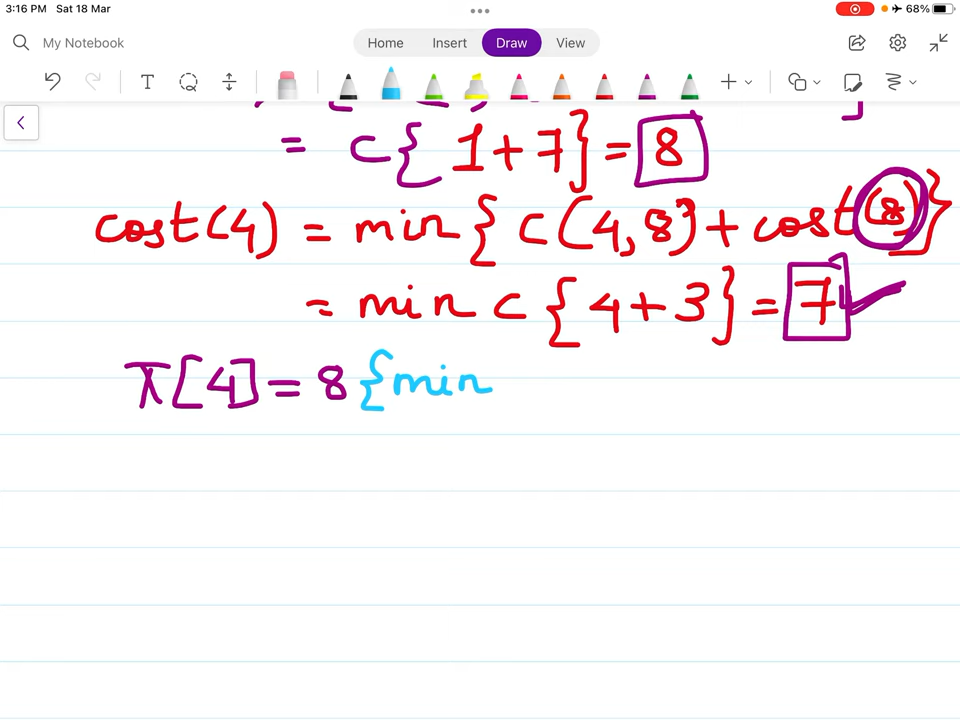 3:16 PM Sat 18 Mar 68%
My Notebook Home Insert Draw View
T
= c{ 1+7}=8
cost(4) = min{ c(4,8)+cost(8)}
= min c {4+3} = 7
π[4]=8{min